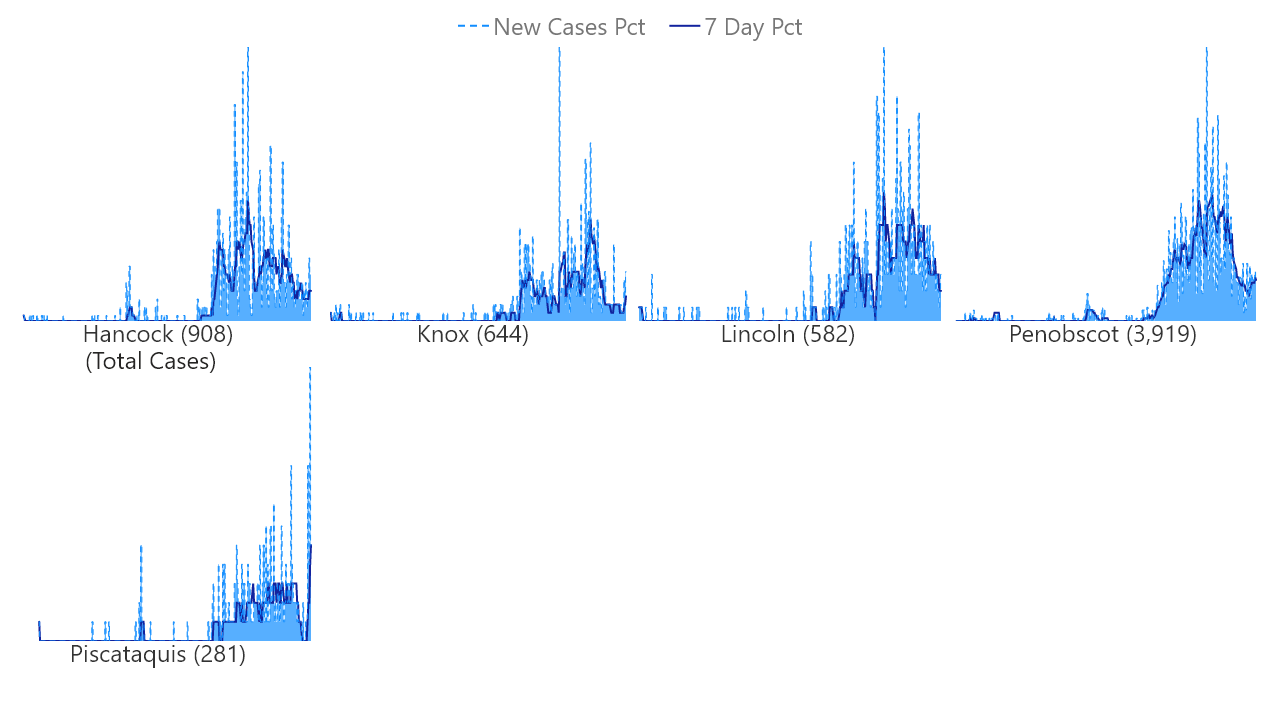 New Cases Pct 7 Day Pct
Hancock (908) Knox (644) Lincoln (582) Penobscot (3,919)
(Total Cases)
Piscataquis (281)